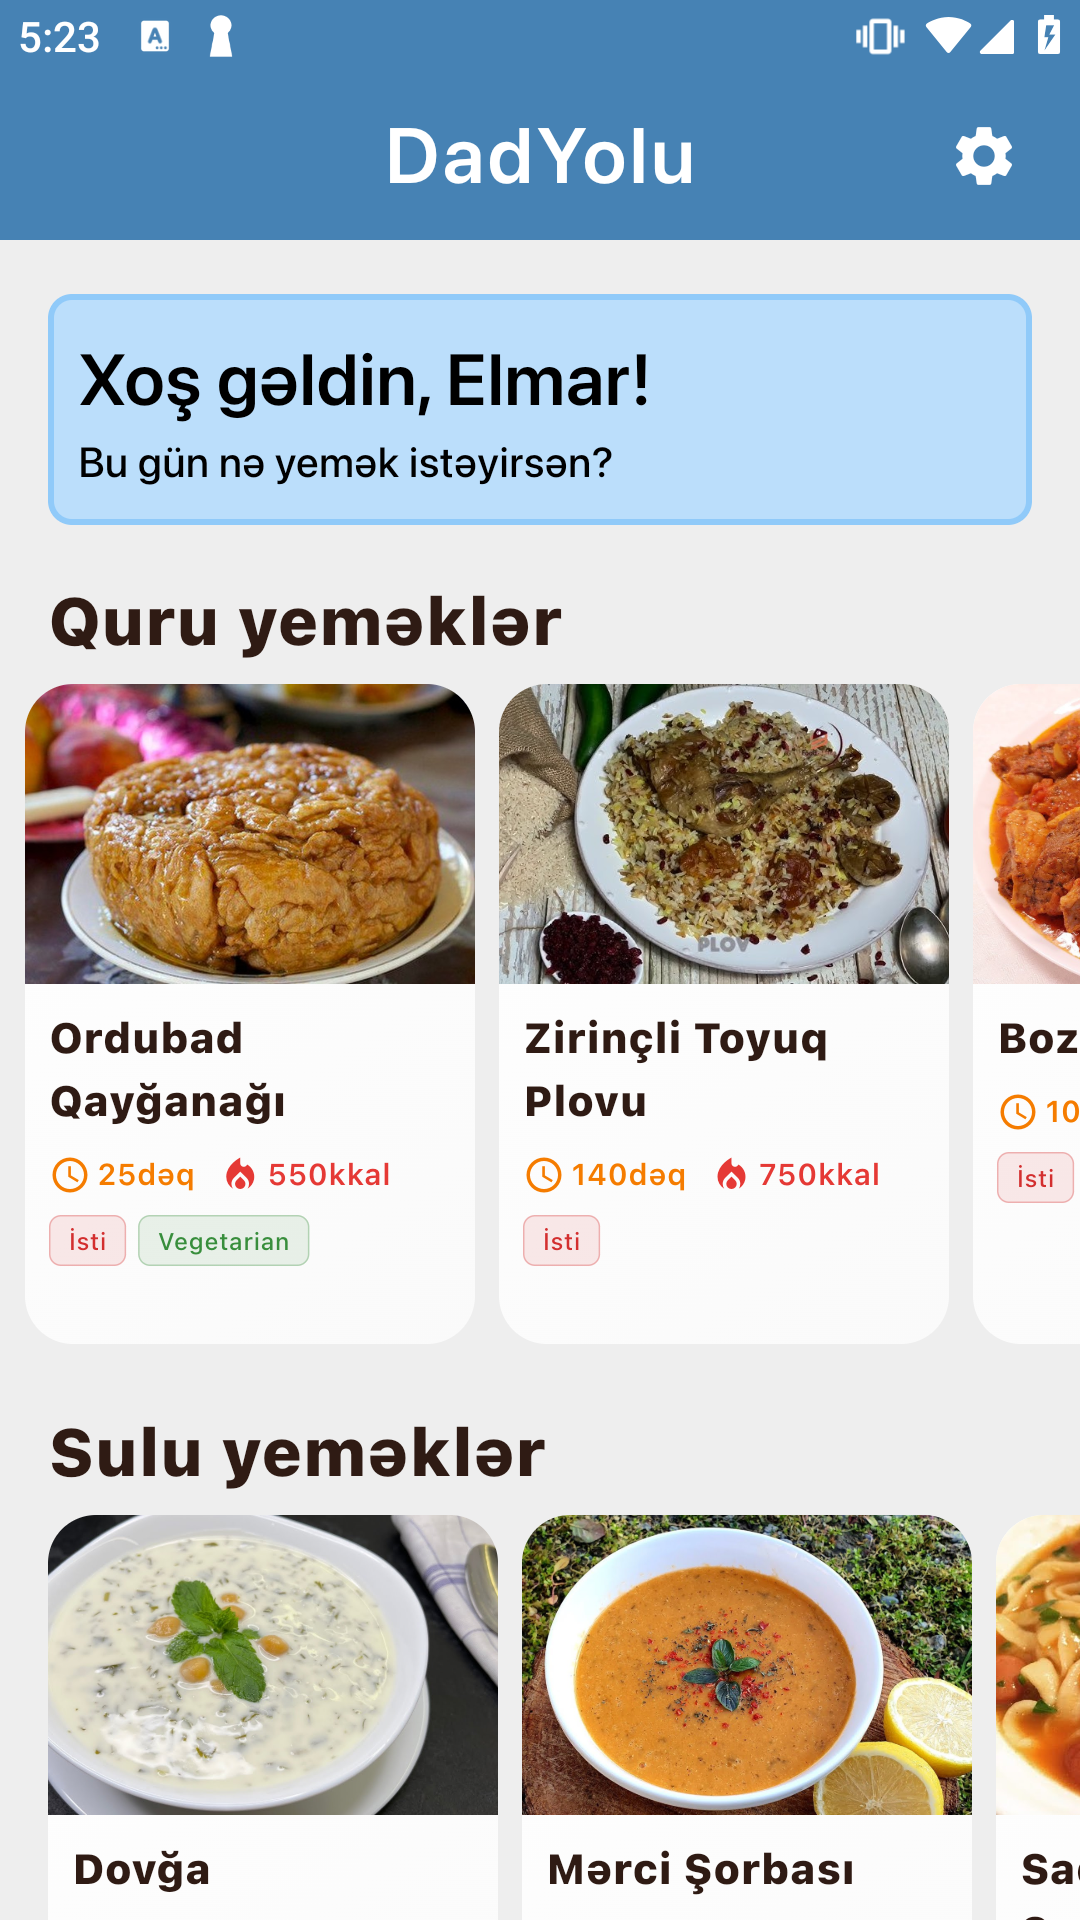 5:23
DadYolu
Xoş gəldin, Elmar!
Bu gün nə yemək istəyirsən?
Quru yeməklər
PLOV
Ordubad
Qayğanağı
25dəq 550kkal
İsti Vegetarian
Zirinçli Toyuq
Plovu
140dəq 750kkal
İsti
Boz
10
İsti
Sulu yeməklər
Dovğa
Mərci Şorbası